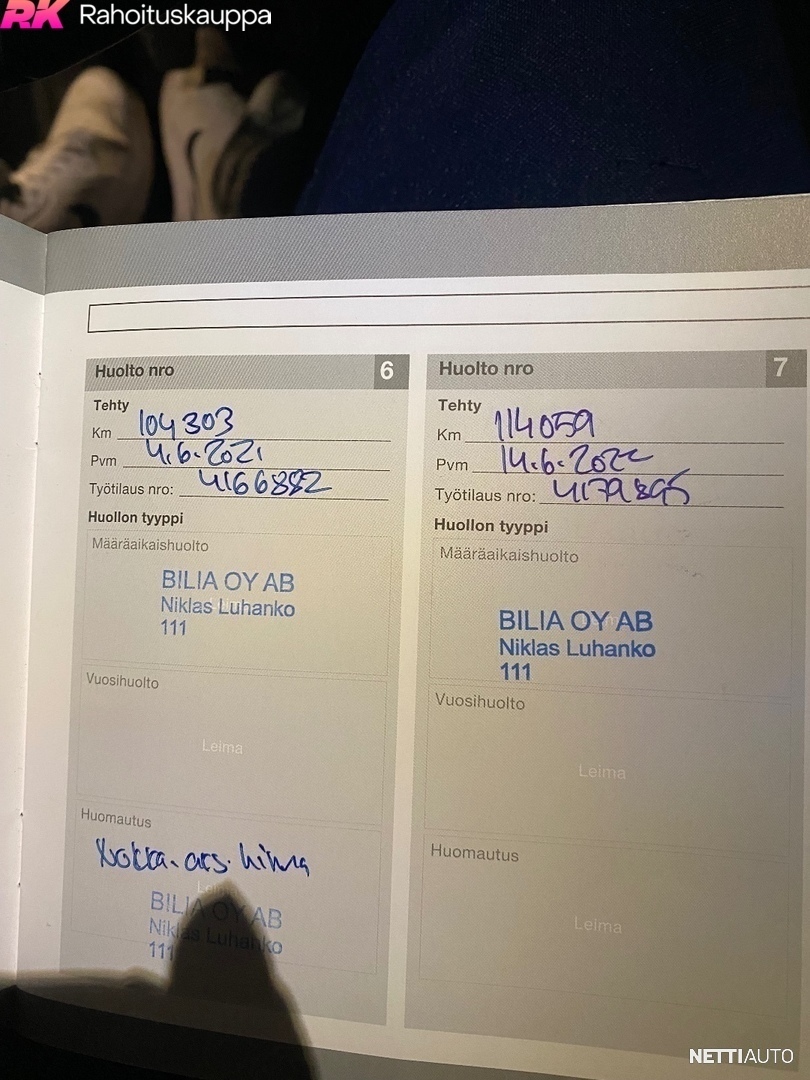 RK Rahoituskauppa
Huolto nro 6
Tehty
Km 104303
Pvm 4.6.2021
Työtilaus nro: 4166882
Huollon tyyppi
Määräaikaishuolto
BILIA OY AB
Niklas Luhanko
111
Vuosihuolto
Leima
Huomautus
BILIA OY AB
Niklas Luhanko
111
Huolto nro 7
Tehty
Km 114059
Pvm 14.6.2022
Työtilaus nro:
Huollon tyyppi
Määräaikaishuolto
BILIA OY AB
Niklas Luhanko
111
Vuosihuolto
Leima
Huomautus
Leima
NETTIAUTO